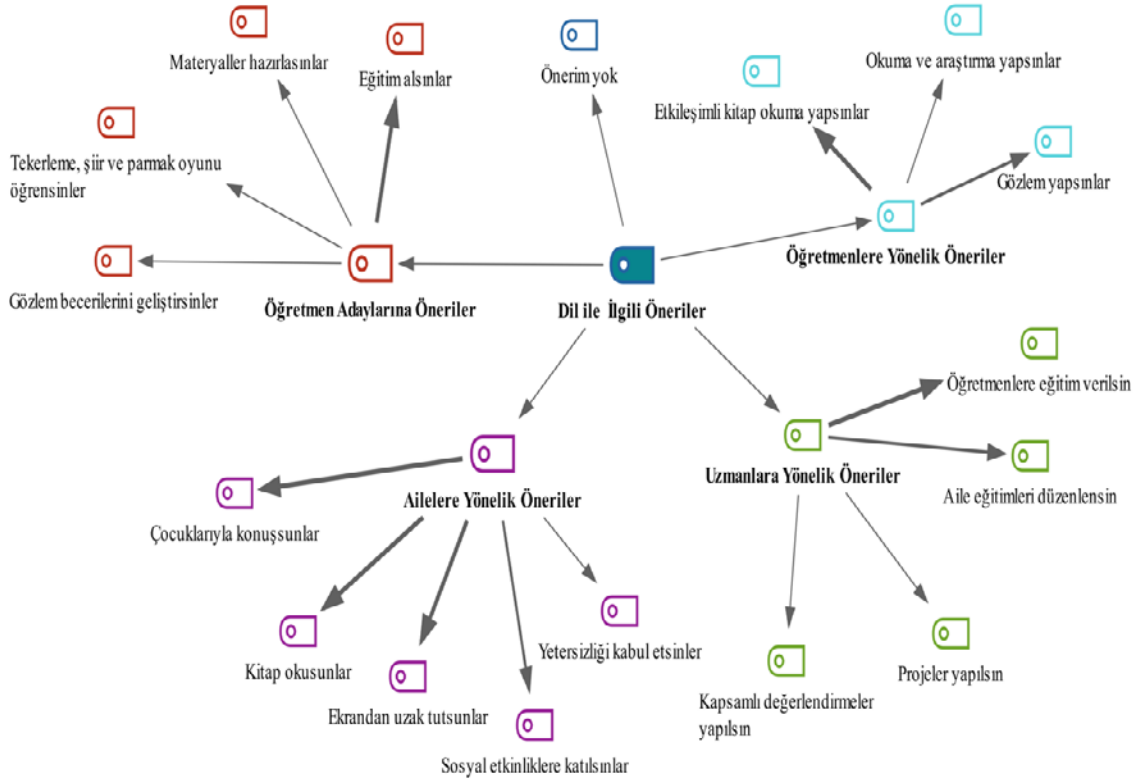 Materyaller hazırlasınlar
Eğitim alsınlar
Önerim yok
Okuma ve araştırma yapsınlar
Etkileşimli kitap okuma yapsınlar
Tekerleme, şiir ve parmak oyunu
öğrensinler
Gözlem yapsınlar
Öğretmenlere Yönelik Öneriler
Gözlem becerilerini geliştirsinler
Öğretmen Adaylarına Öneriler
Dil ile İlgili Öneriler
Öğretmenlere eğitim verilsin
Uzmanlara Yönelik Öneriler
Aile eğitimleri düzenlensin
Ailelere Yönelik Öneriler
Çocuklarıyla konuşsunlar
Yetersizliği kabul etsinler
Kitap okusunlar
Projeler yapılsın
Kapsamlı değerlendirmeler
yapılsın
Ekrandan uzak tutsunlar
Sosyal etkinliklere katılsınlar